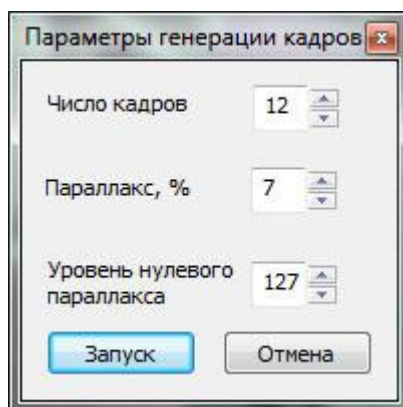 Параметры генерации кадров
Число кадров 12
Параллакс, % 7
Уровень нулевого
параллакса 127
Запуск Отмена